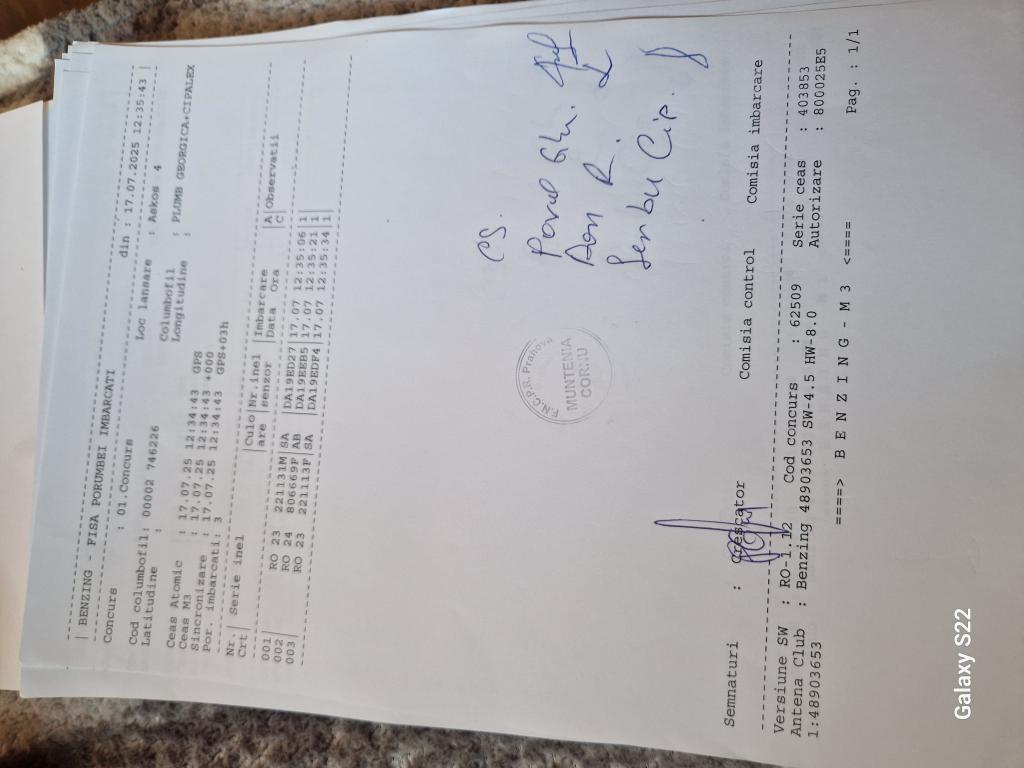 | BENZING - FISA PORUMBEI IMBARCATI din : 17.07.2025 12:35:43 |
Concurs : 01.Concurs Loc lansare : Askos 4
Cod columbofil: 00002 746226 Columbofil : PLUMB GEORGICA+CIPALEX
Latitudine : Longitudine :
Ceas Atomic : 17.07.25 12:34:43 GPS
Ceas M3 : 17.07.25 12:34:43 +000
Sincronizare : 17.07.25 12:34:43 GPS+03h
Por. imbarcati: 3
Nr.| Serie inel |Culo|Nr.inel |Imbarcare |A|Observatii
Crt| |are |senzor |Data Ora |C|
001| RO 23 221131M |SA |DA19ED27|17.07 12:35:06|1|
002| RO 24 806669F |AB |DA19EEB5|17.07 12:35:21|1|
003| RO 23 221113F |SA |DA19EDF4|17.07 12:35:34|1|
CS.
F.N.C.P.R. Prahova
MUNTENIA
CORNU
Semnaturi : Crescator Comisia control Comisia imbarcare
Versiune SW : RO-1.12 Cod concurs : 62509 Serie ceas : 403853
Antena Club : Benzing 48903653 SW-4.5 HW-8.0 Autorizare : 800025E5
1:48903653
====> B E N Z I N G - M 3 <==== Pag. : 1/1
Galaxy S22